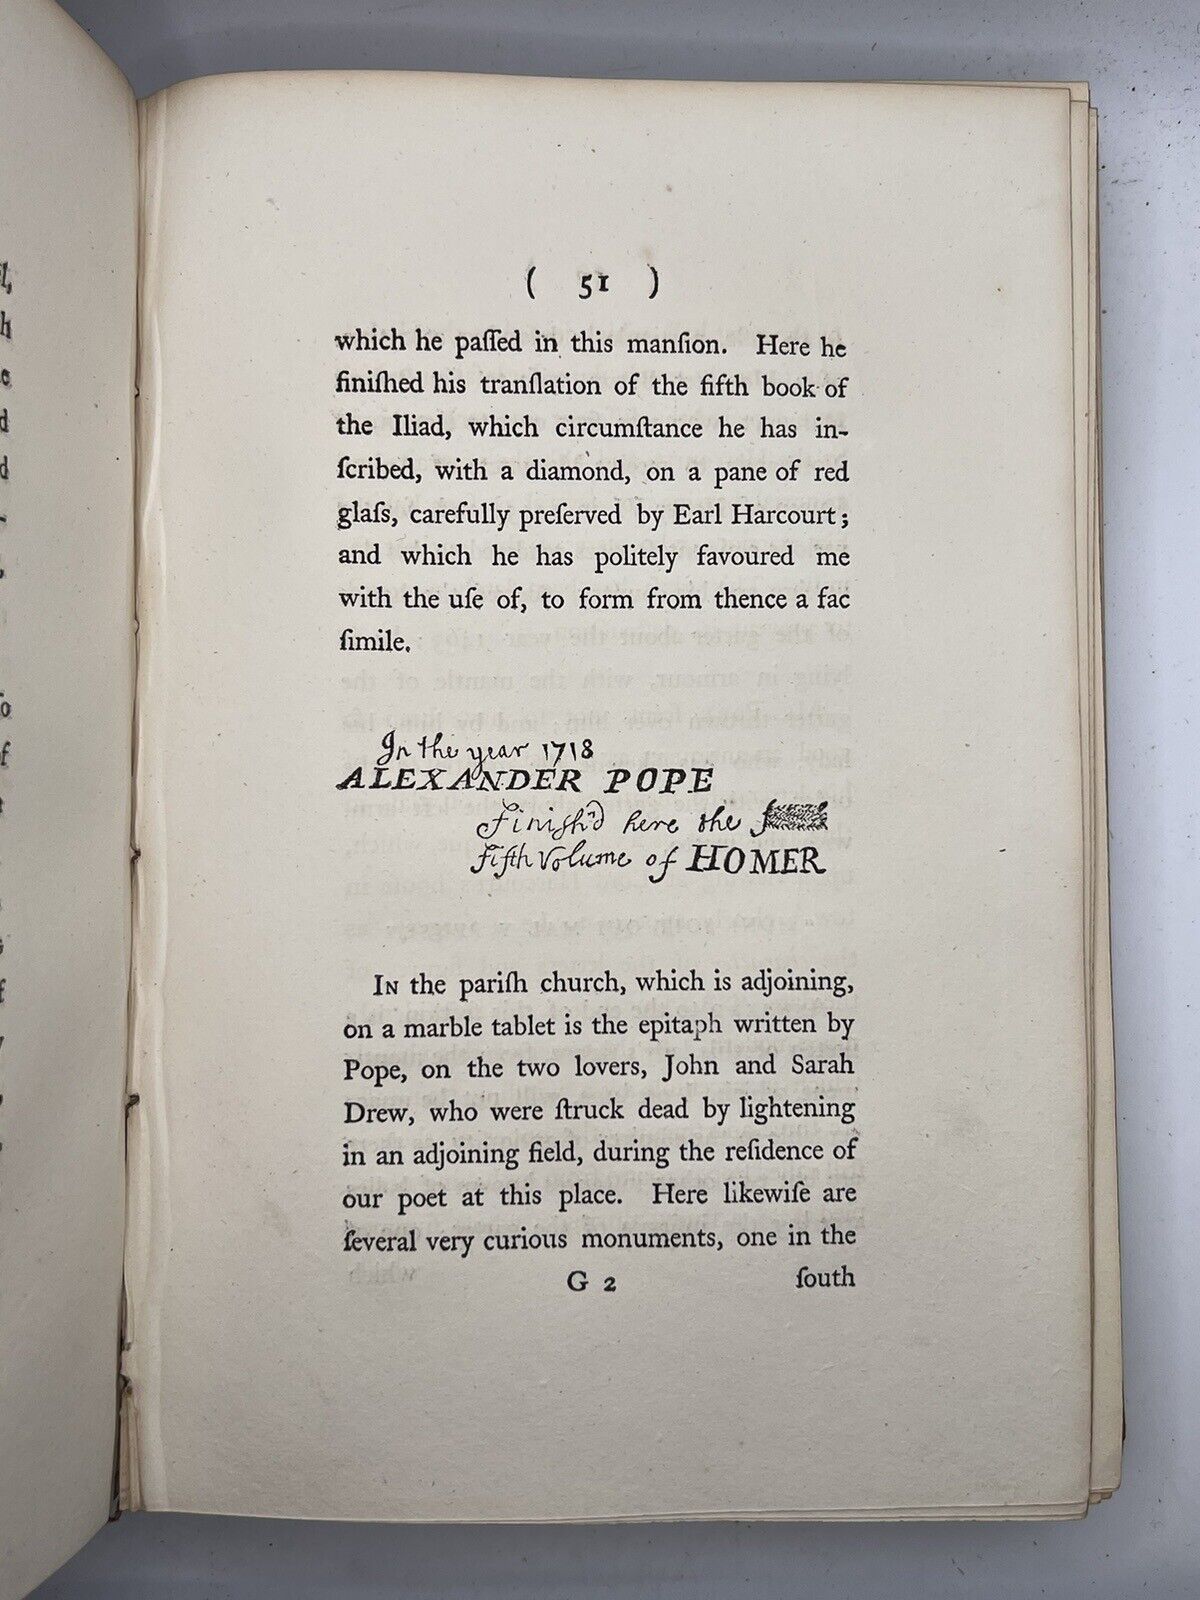 ( 51 )
which he paſſed in this manſion. Here he
finiſhed his tranſlation of the fifth book of
the Iliad, which circumſtance he has in-
ſcribed, with a diamond, on a pane of red
glaſs, carefully preſerved by Earl Harcourt;
and which he has politely favoured me
with the uſe of, to form from thence a fac
ſimile.
In the year 1718
ALEXANDER POPE
Finiſh'd here the
fifth Volume of HOMER
IN the pariſh church, which is adjoining,
on a marble tablet is the epitaph written by
Pope, on the two lovers, John and Sarah
Drew, who were ſtruck dead by lightening
in an adjoining field, during the reſidence of
our poet at this place. Here likewiſe are
ſeveral very curious monuments, one in the
G 2 ſouth